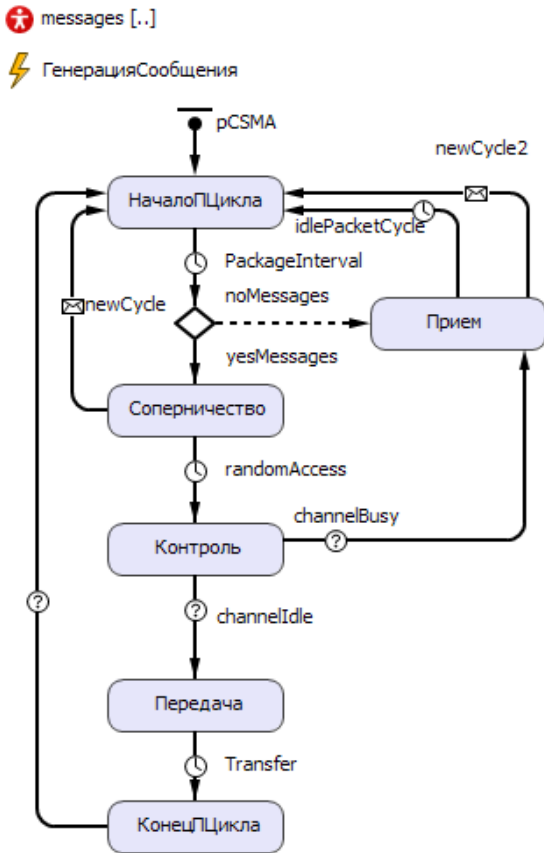 messages [..]
ГенерацияСообщения
pCSMA
newCycle2
НачалоПЦикла
idlePacketCycle
PackageInterval
noMessages
newCycle
Прием
yesMessages
Соперничество
randomAccess
channelBusy
Контроль
channelIdle
Передача
Transfer
КонецПЦикла